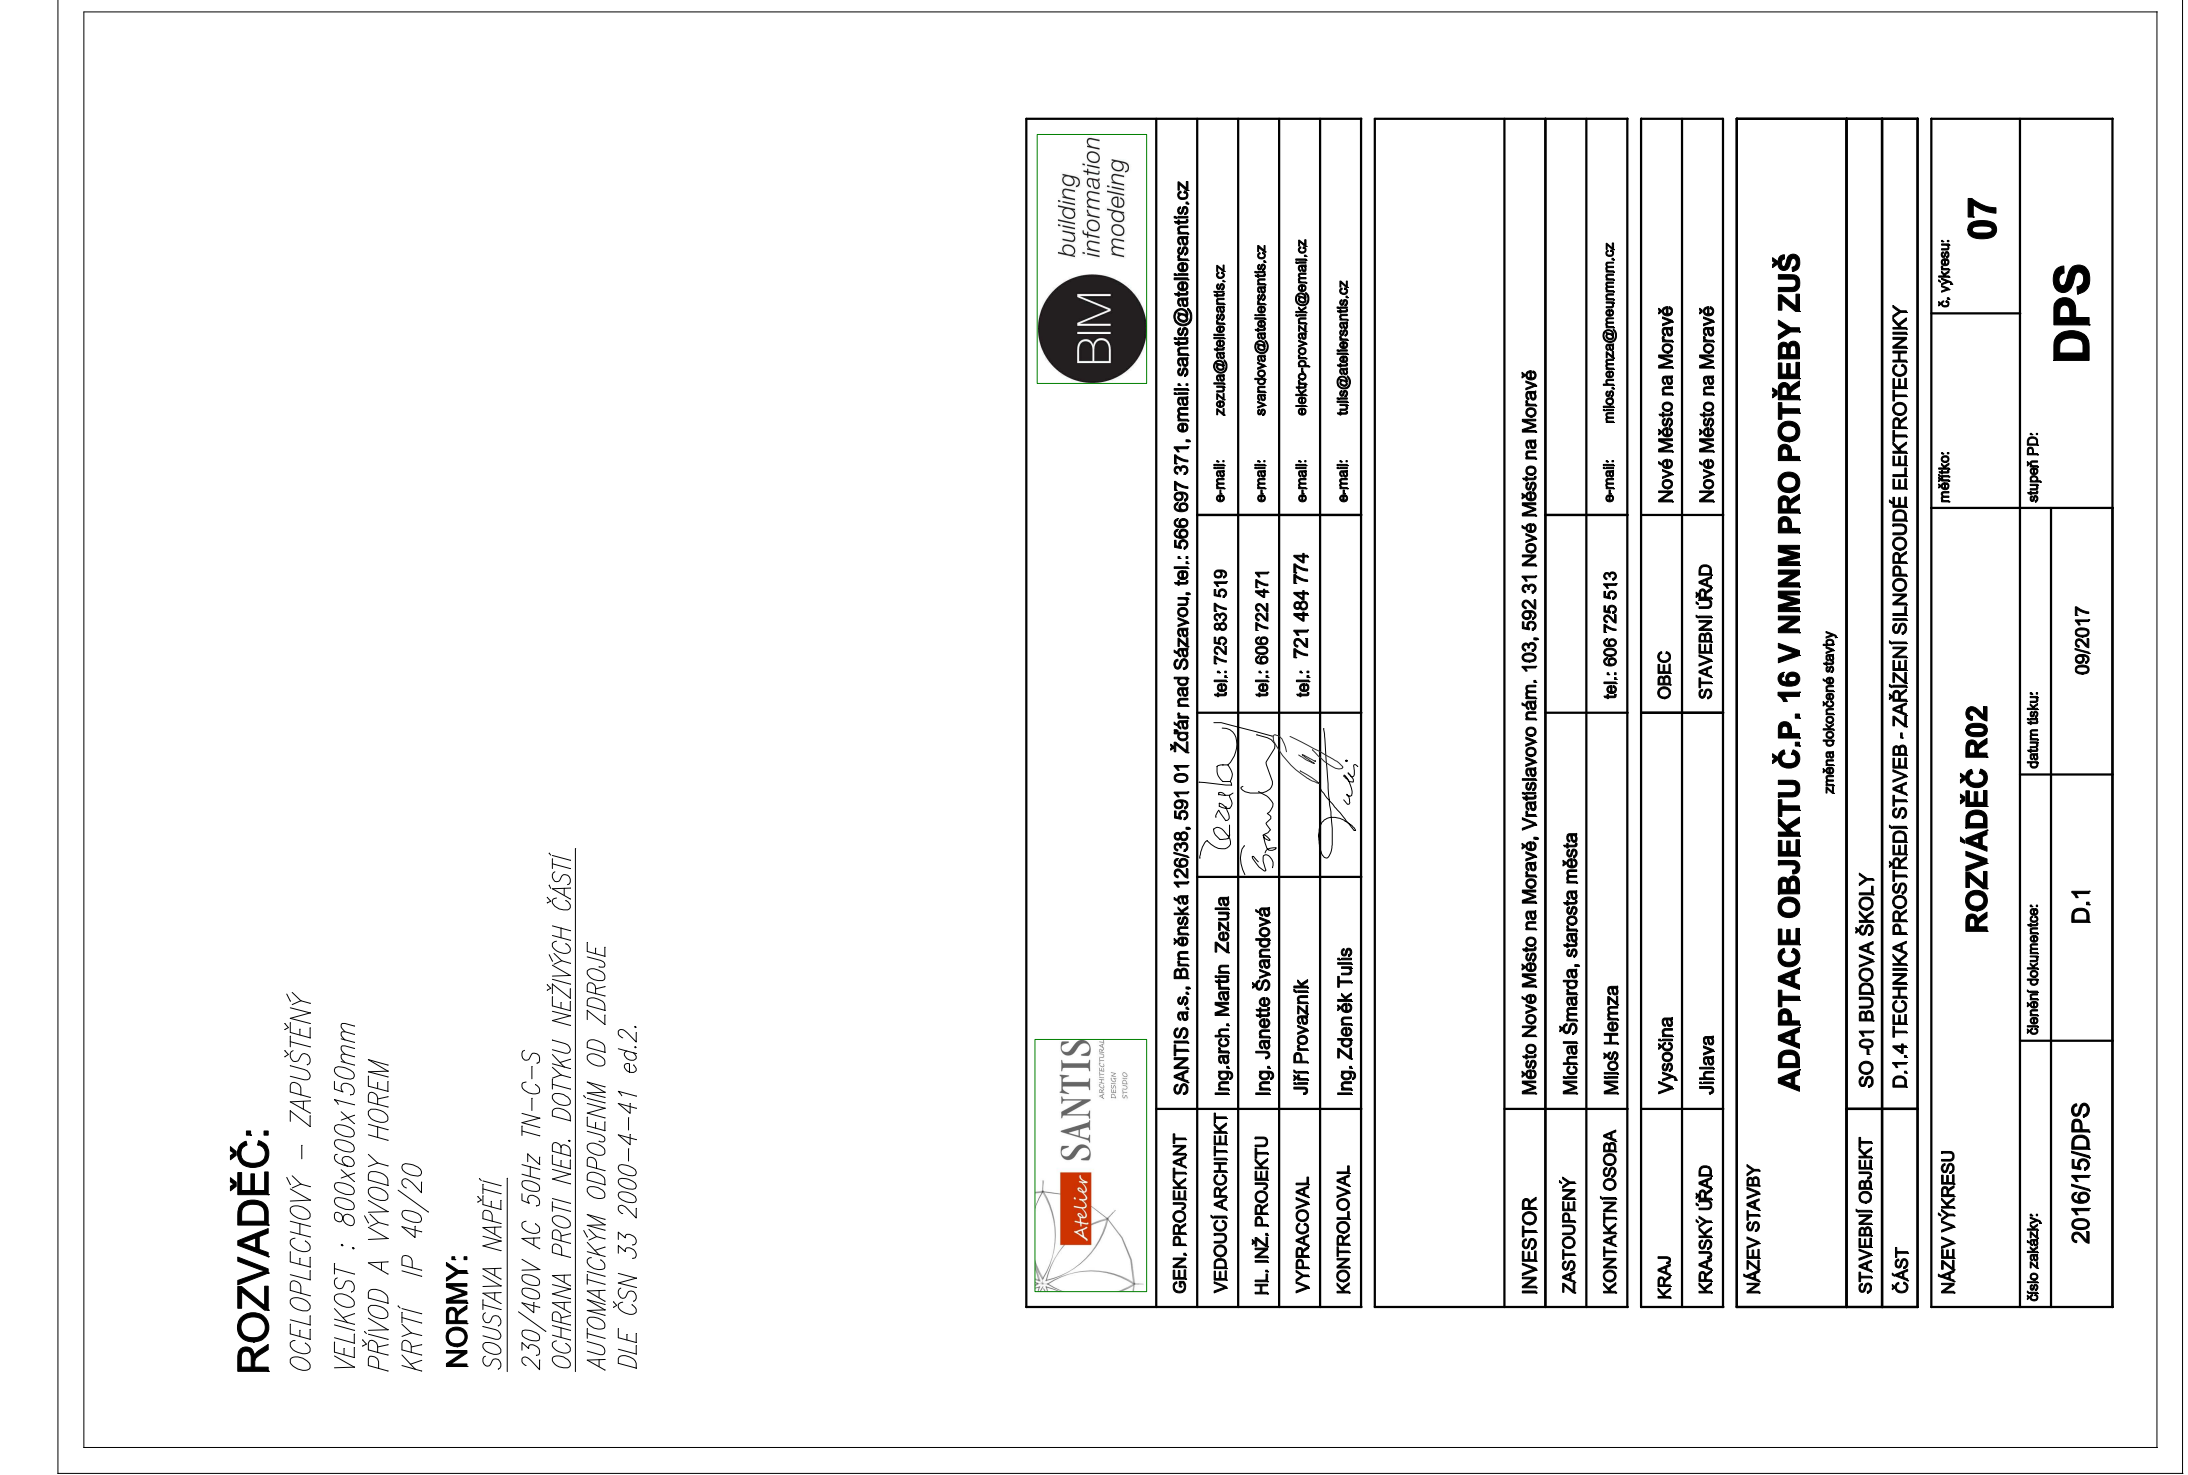 ROZVADĚČ:
OCELOPLECHOVÝ – ZAPUŠTĚNÝ
VELIKOST : 800x600x150mm
PŘÍVOD A VÝVODY HOREM
KRYTÍ IP 40/20
NORMY:
SOUSTAVA NAPĚTÍ
230/400V AC 50Hz TN–C–S
OCHRANA PROTI NEB. DOTYKU NEŽIVÝCH ČÁSTÍ
AUTOMATICKÝM ODPOJENÍM OD ZDROJE
DLE ČSN 33 2000–4–41 ed.2.
Atelier SANTIS
ARCHITECTURAL
DESIGN
STUDIO
BIM
building
information
modeling
GEN. PROJEKTANT SANTIS a.s., Brn ěnská 126/38, 591 01 Žďár nad Sázavou, tel.: 566 697 371, email: santis@ateliersantis.cz
VEDOUCÍ ARCHITEKT Ing.arch. Martin Zezula Zezula tel.: 725 837 519 e-mail: zezula@ateliersantis.cz
HL. INŽ. PROJEKTU Ing. Janette Švandová tel.: 606 722 471 e-mail: svandova@ateliersantis.cz
VYPRACOVAL Jiří Provazník tel.: 721 484 774 e-mail: elektro-provaznik@email.cz
KONTROLOVAL Ing. Zdeněk Tulis e-mail: tulis@ateliersantis.cz
INVESTOR Město Nové Město na Moravě, Vratislavovo nám. 103, 592 31 Nové Město na Moravě
ZASTOUPENÝ Michal Šmarda, starosta města
KONTAKTNÍ OSOBA Miloš Hemza tel.: 606 725 513 e-mail: milos.hemza@meunmnm.cz
KRAJ Vysočina OBEC Nové Město na Moravě
KRAJSKÝ ÚŘAD Jihlava STAVEBNÍ ÚŘAD Nové Město na Moravě
NÁZEV STAVBY
ADAPTACE OBJEKTU Č.P. 16 V NMNM PRO POTŘEBY ZUŠ
změna dokončené stavby
STAVEBNÍ OBJEKT SO -01 BUDOVA ŠKOLY
ČÁST D.1.4 TECHNIKA PROSTŘEDÍ STAVEB - ZAŘÍZENÍ SILNOPROUDÉ ELEKTROTECHNIKY
NÁZEV VÝKRESU měřítko: č. výkresu:
ROZVÁDĚČ R02 07
číslo zakázky: členění dokumentce: datum tisku: stupeň PD:
2016/15/DPS D.1 09/2017 DPS